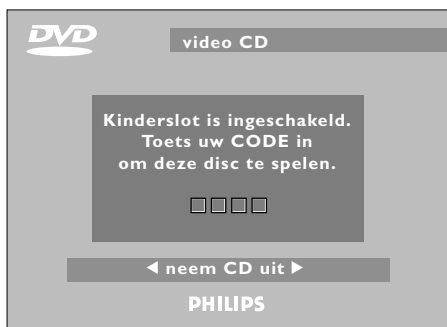 DVD
video CD
Kinderslot is ingeschakeld.
Toets uw CODE in
om deze disc te spelen.
◀ neem CD uit ▶
PHILIPS